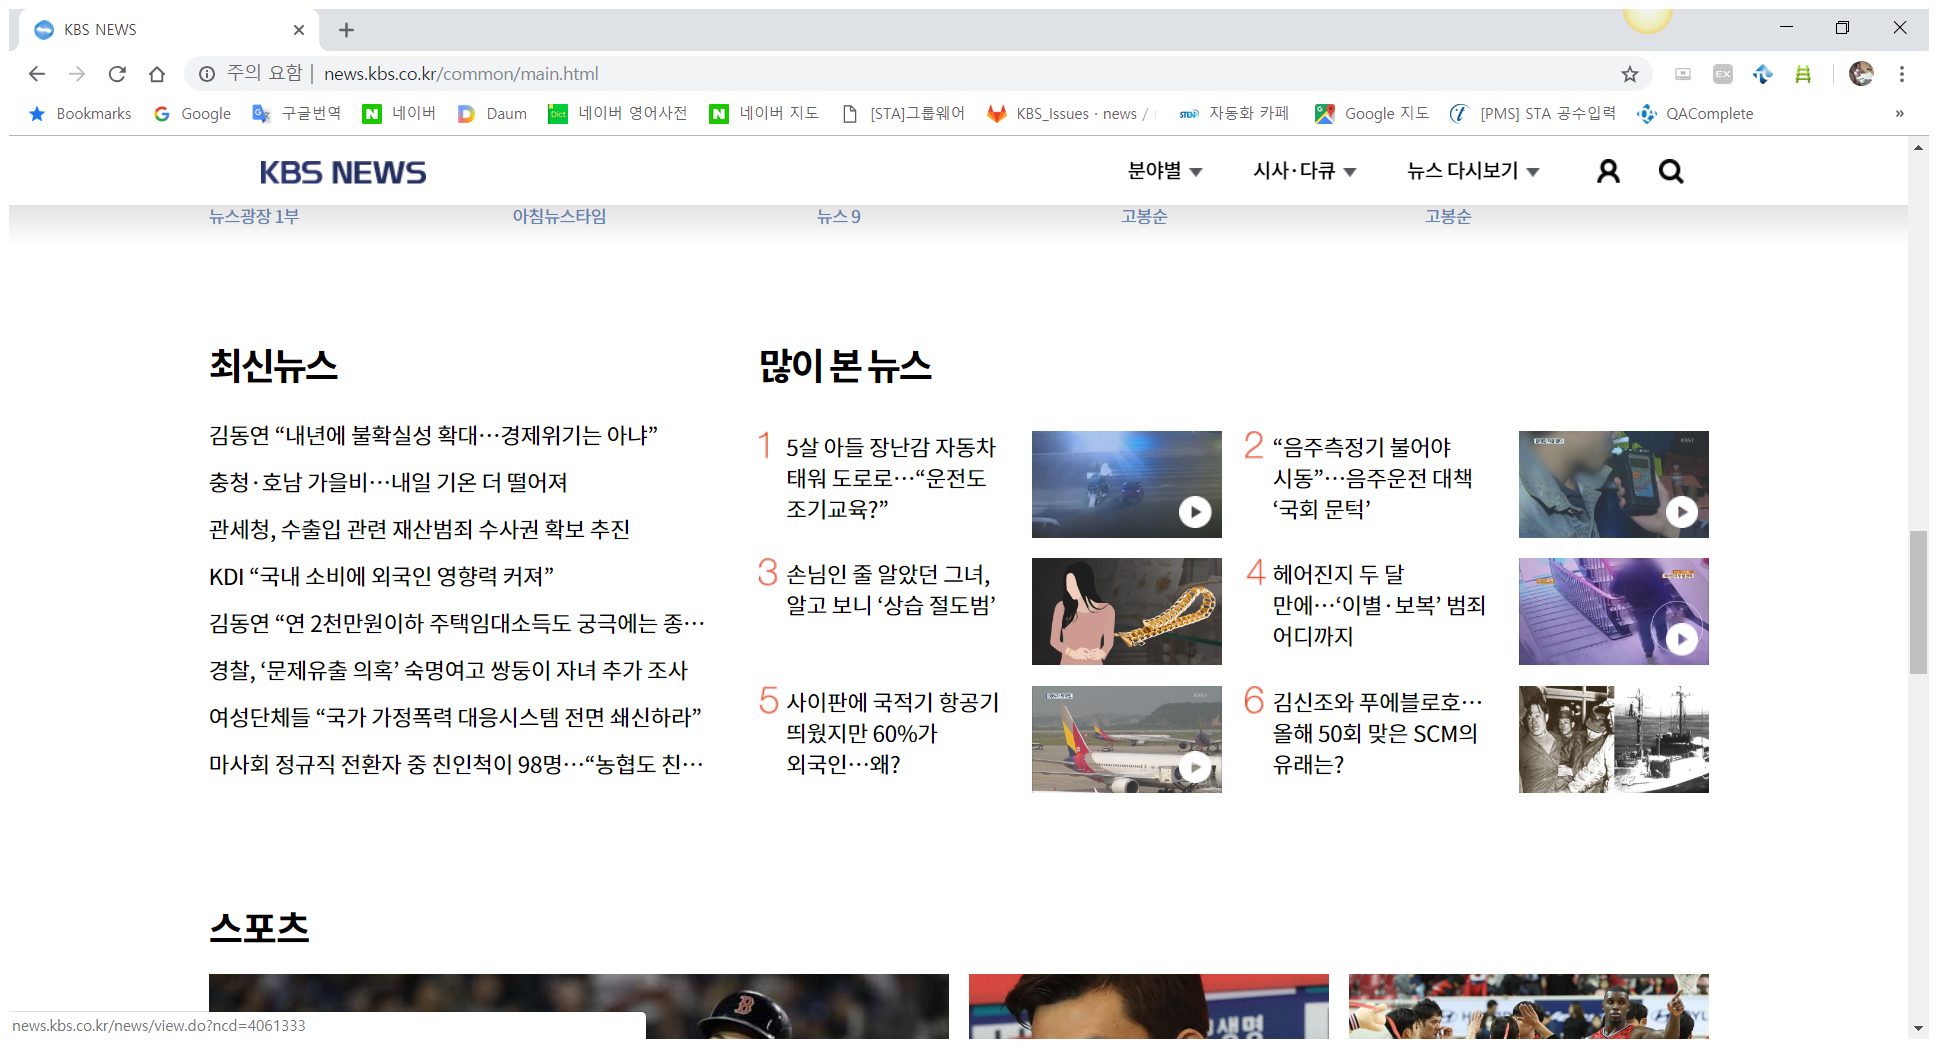 KBS NEWS
주의 요함 | news.kbs.co.kr/common/main.html
EX
Bookmarks Google 구글번역 네이버 Daum 네이버 영어사전 네이버 지도 [STA]그룹웨어 KBS_Issues · news / 자동화 카페 Google 지도 [PMS] STA 공수입력 QAComplete »
KBS NEWS 분야별 시사·다큐 뉴스 다시보기
뉴스광장 1부 아침뉴스타임 뉴스 9 고봉순 고봉순
최신뉴스
김동연 “내년에 불확실성 확대…경제위기는 아냐”
충청·호남 가을비…내일 기온 더 떨어져
관세청, 수출입 관련 재산범죄 수사권 확보 추진
KDI “국내 소비에 외국인 영향력 커져”
김동연 “연 2천만원이하 주택임대소득도 궁극에는 종…
경찰, ‘문제유출 의혹’ 숙명여고 쌍둥이 자녀 추가 조사
여성단체들 “국가 가정폭력 대응시스템 전면 쇄신하라”
마사회 정규직 전환자 중 친인척이 98명…“농협도 친…
많이 본 뉴스
1 5살 아들 장난감 자동차
태워 도로로…“운전도
조기교육?”
2 “음주측정기 불어야
시동”…음주운전 대책
‘국회 문턱’
3 손님인 줄 알았던 그녀,
알고 보니 ‘상습 절도범’
4 헤어진지 두 달
만에…‘이별·보복’ 범죄
어디까지
5 사이판에 국적기 항공기
띄웠지만 60%가
외국인…왜?
6 김신조와 푸에블로호…
올해 50회 맞은 SCM의
유래는?
스포츠
B
생명
news.kbs.co.kr/news/view.do?ncd=4061333